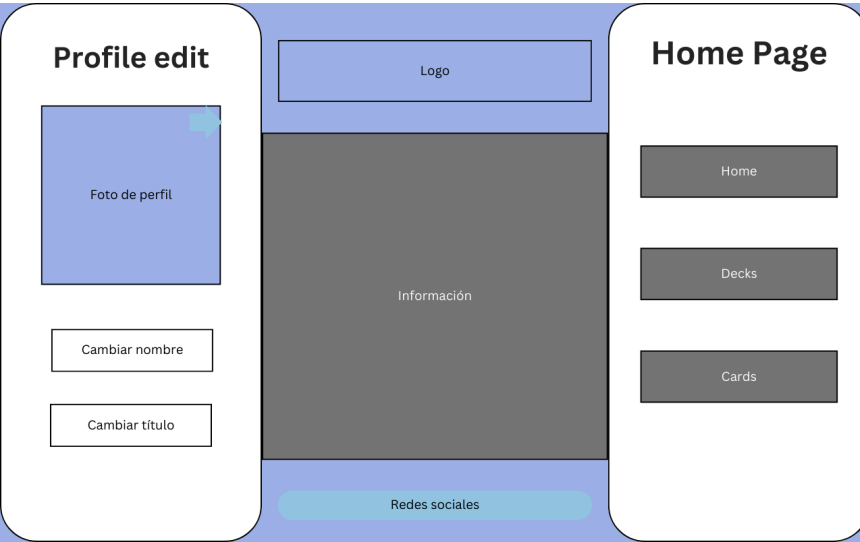 Profile edit
Foto de perfil
Cambiar nombre
Cambiar título
Logo
Información
Redes sociales
Home Page
Home
Decks
Cards